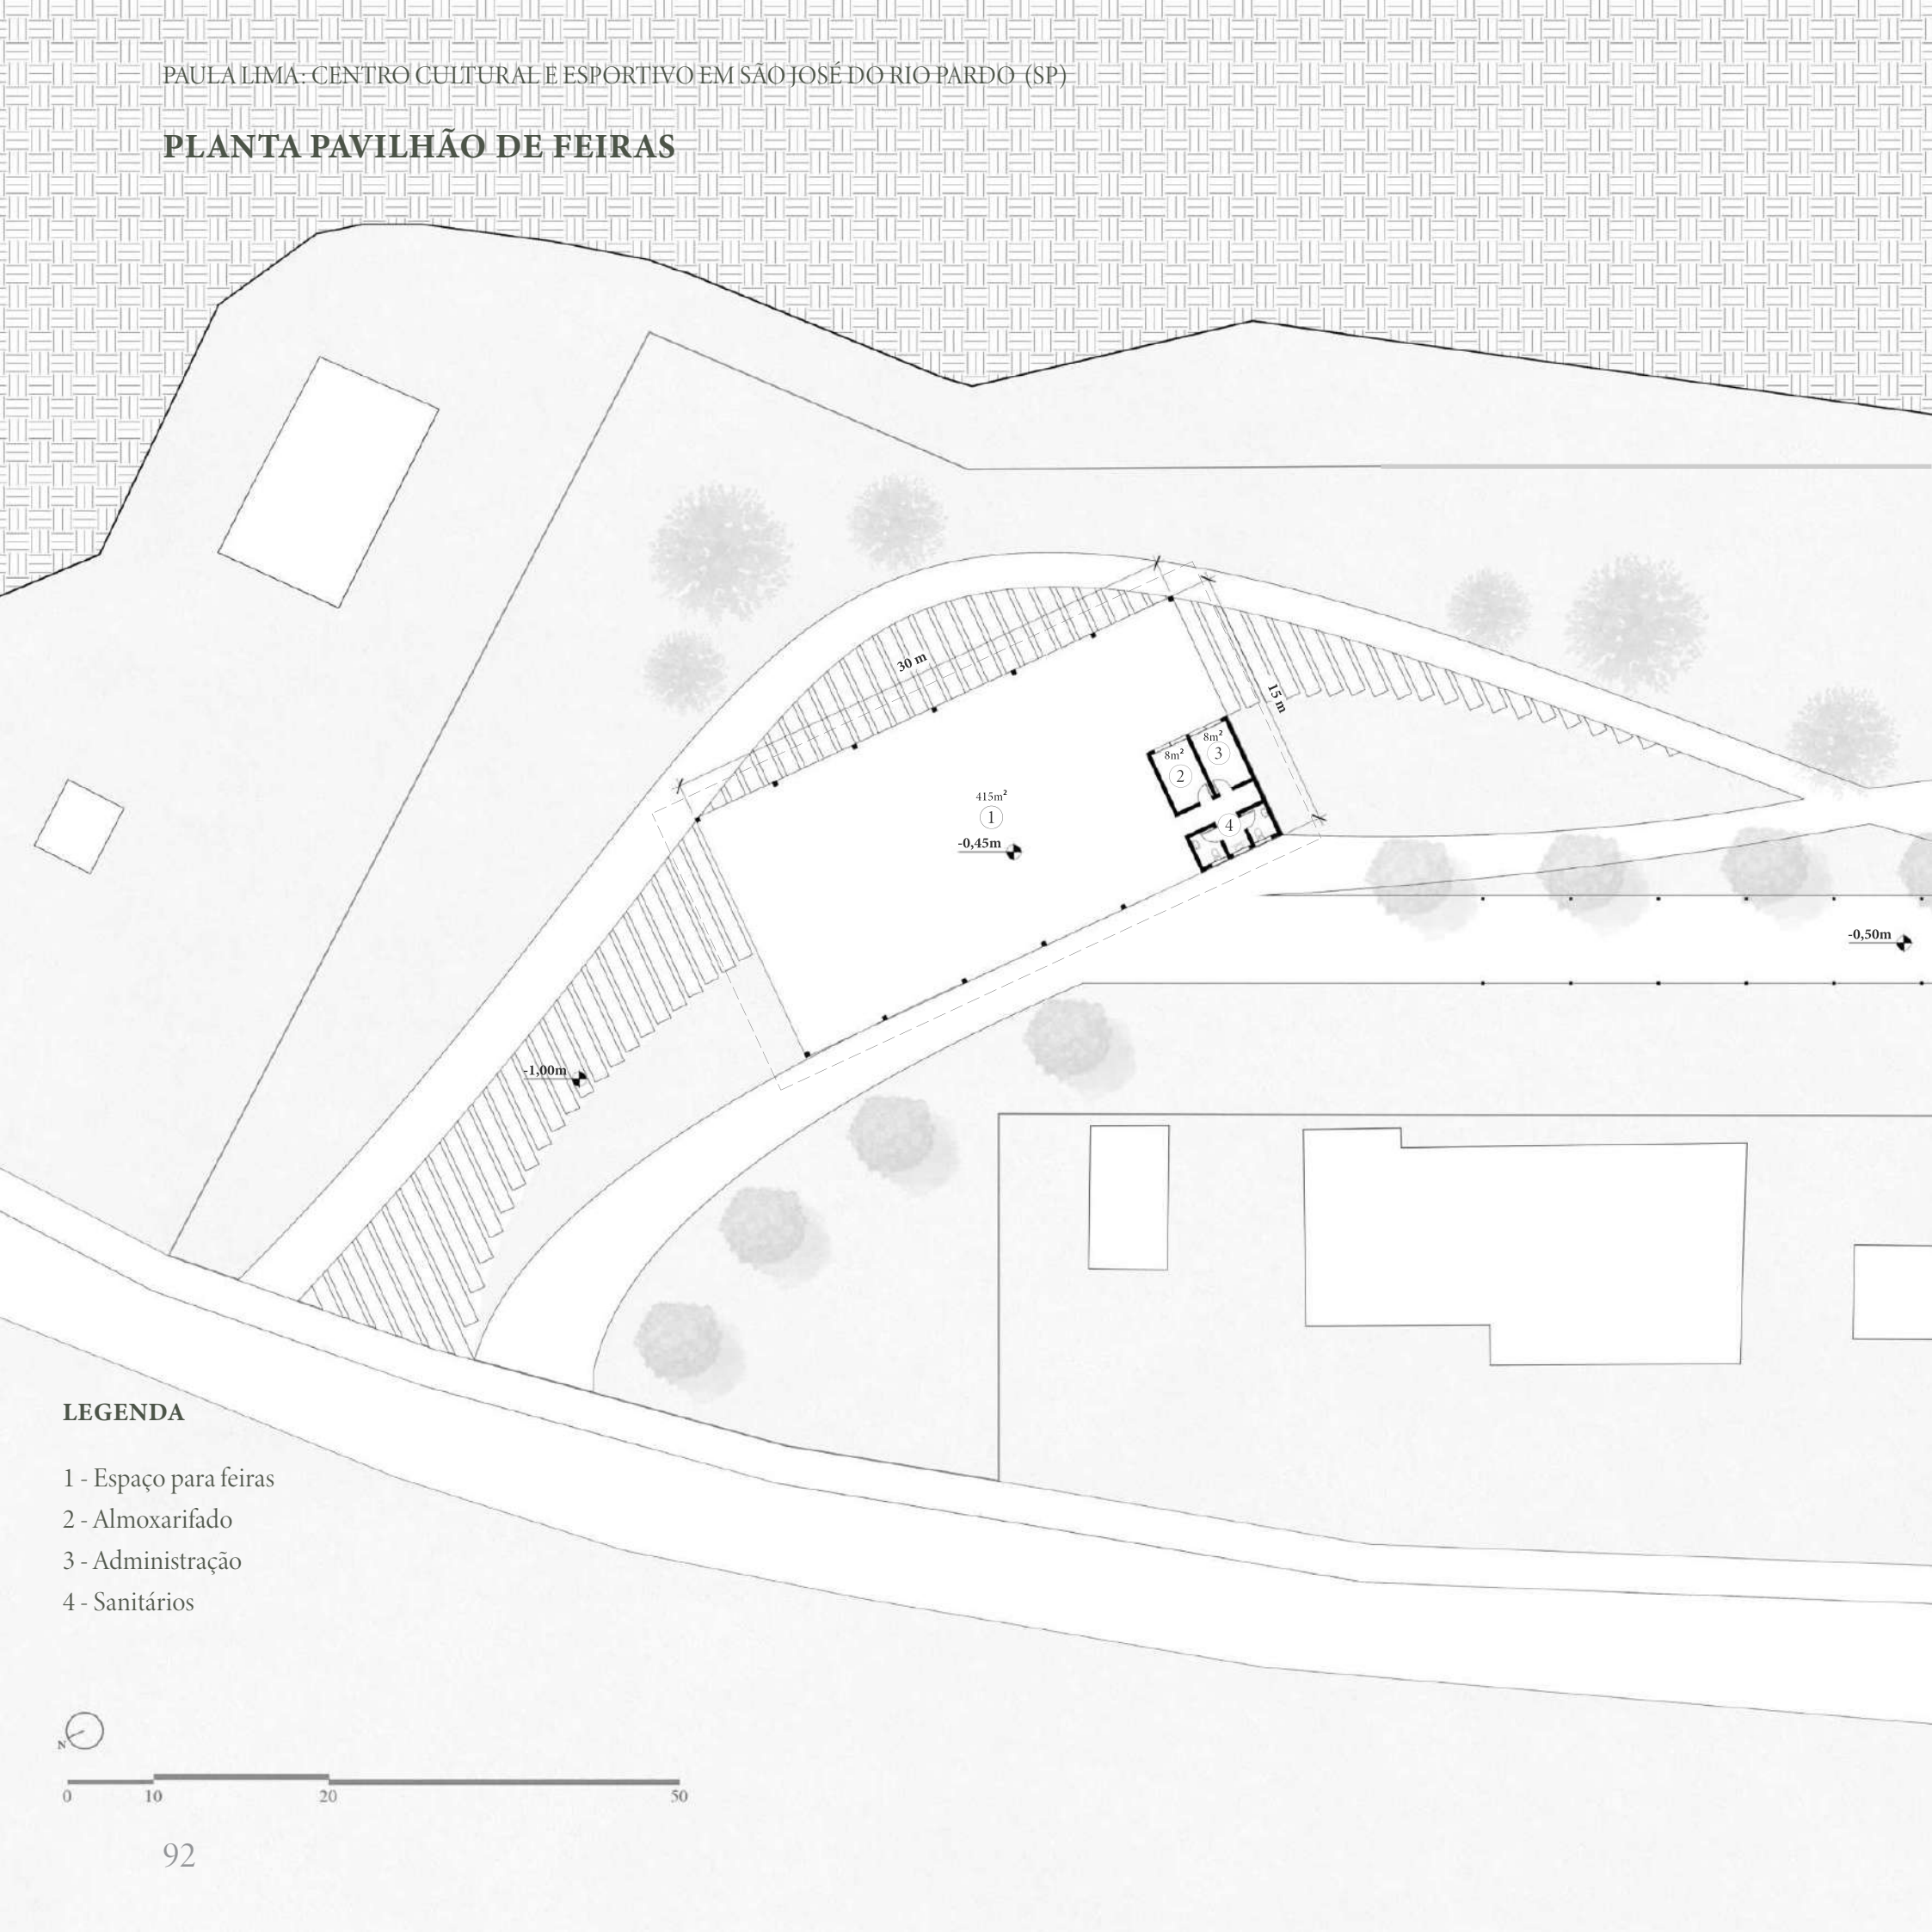 PAULA LIMA: CENTRO CULTURAL E ESPORTIVO EM SÃO JOSÉ DO RIO PARDO (SP)
PLANTA PAVILHÃO DE FEIRAS
30 m
15 m
8m²
3
8m²
2
415m²
1
4
-0,45m
-0,50m
-1,00m
LEGENDA
1 - Espaço para feiras
2 - Almoxarifado
3 - Administração
4 - Sanitários
N
0 10 20 50
92